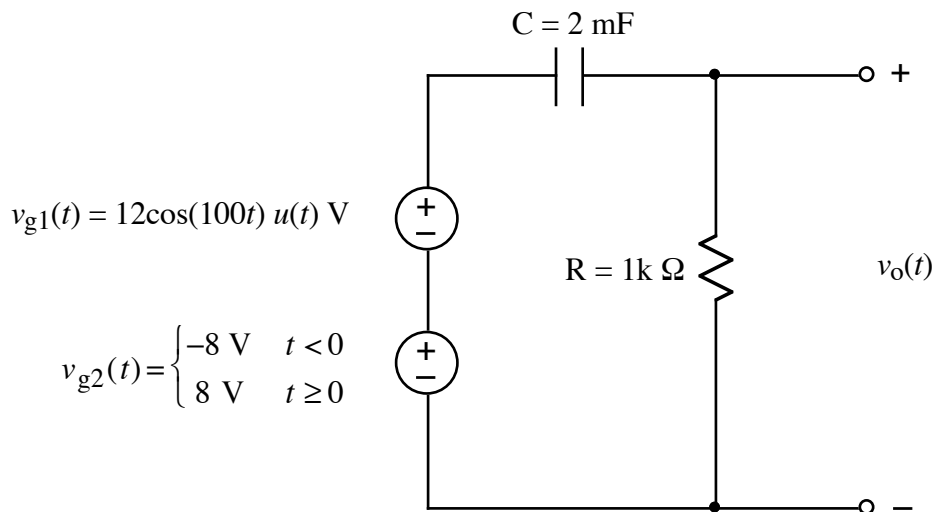 C = 2 mF
+
v_g1(t) = 12cos(100t) u(t) V
+
−
R = 1k Ω
v_o(t)
v_g2(t) = { −8 V t < 0
8 V t ≥ 0
+
−
−